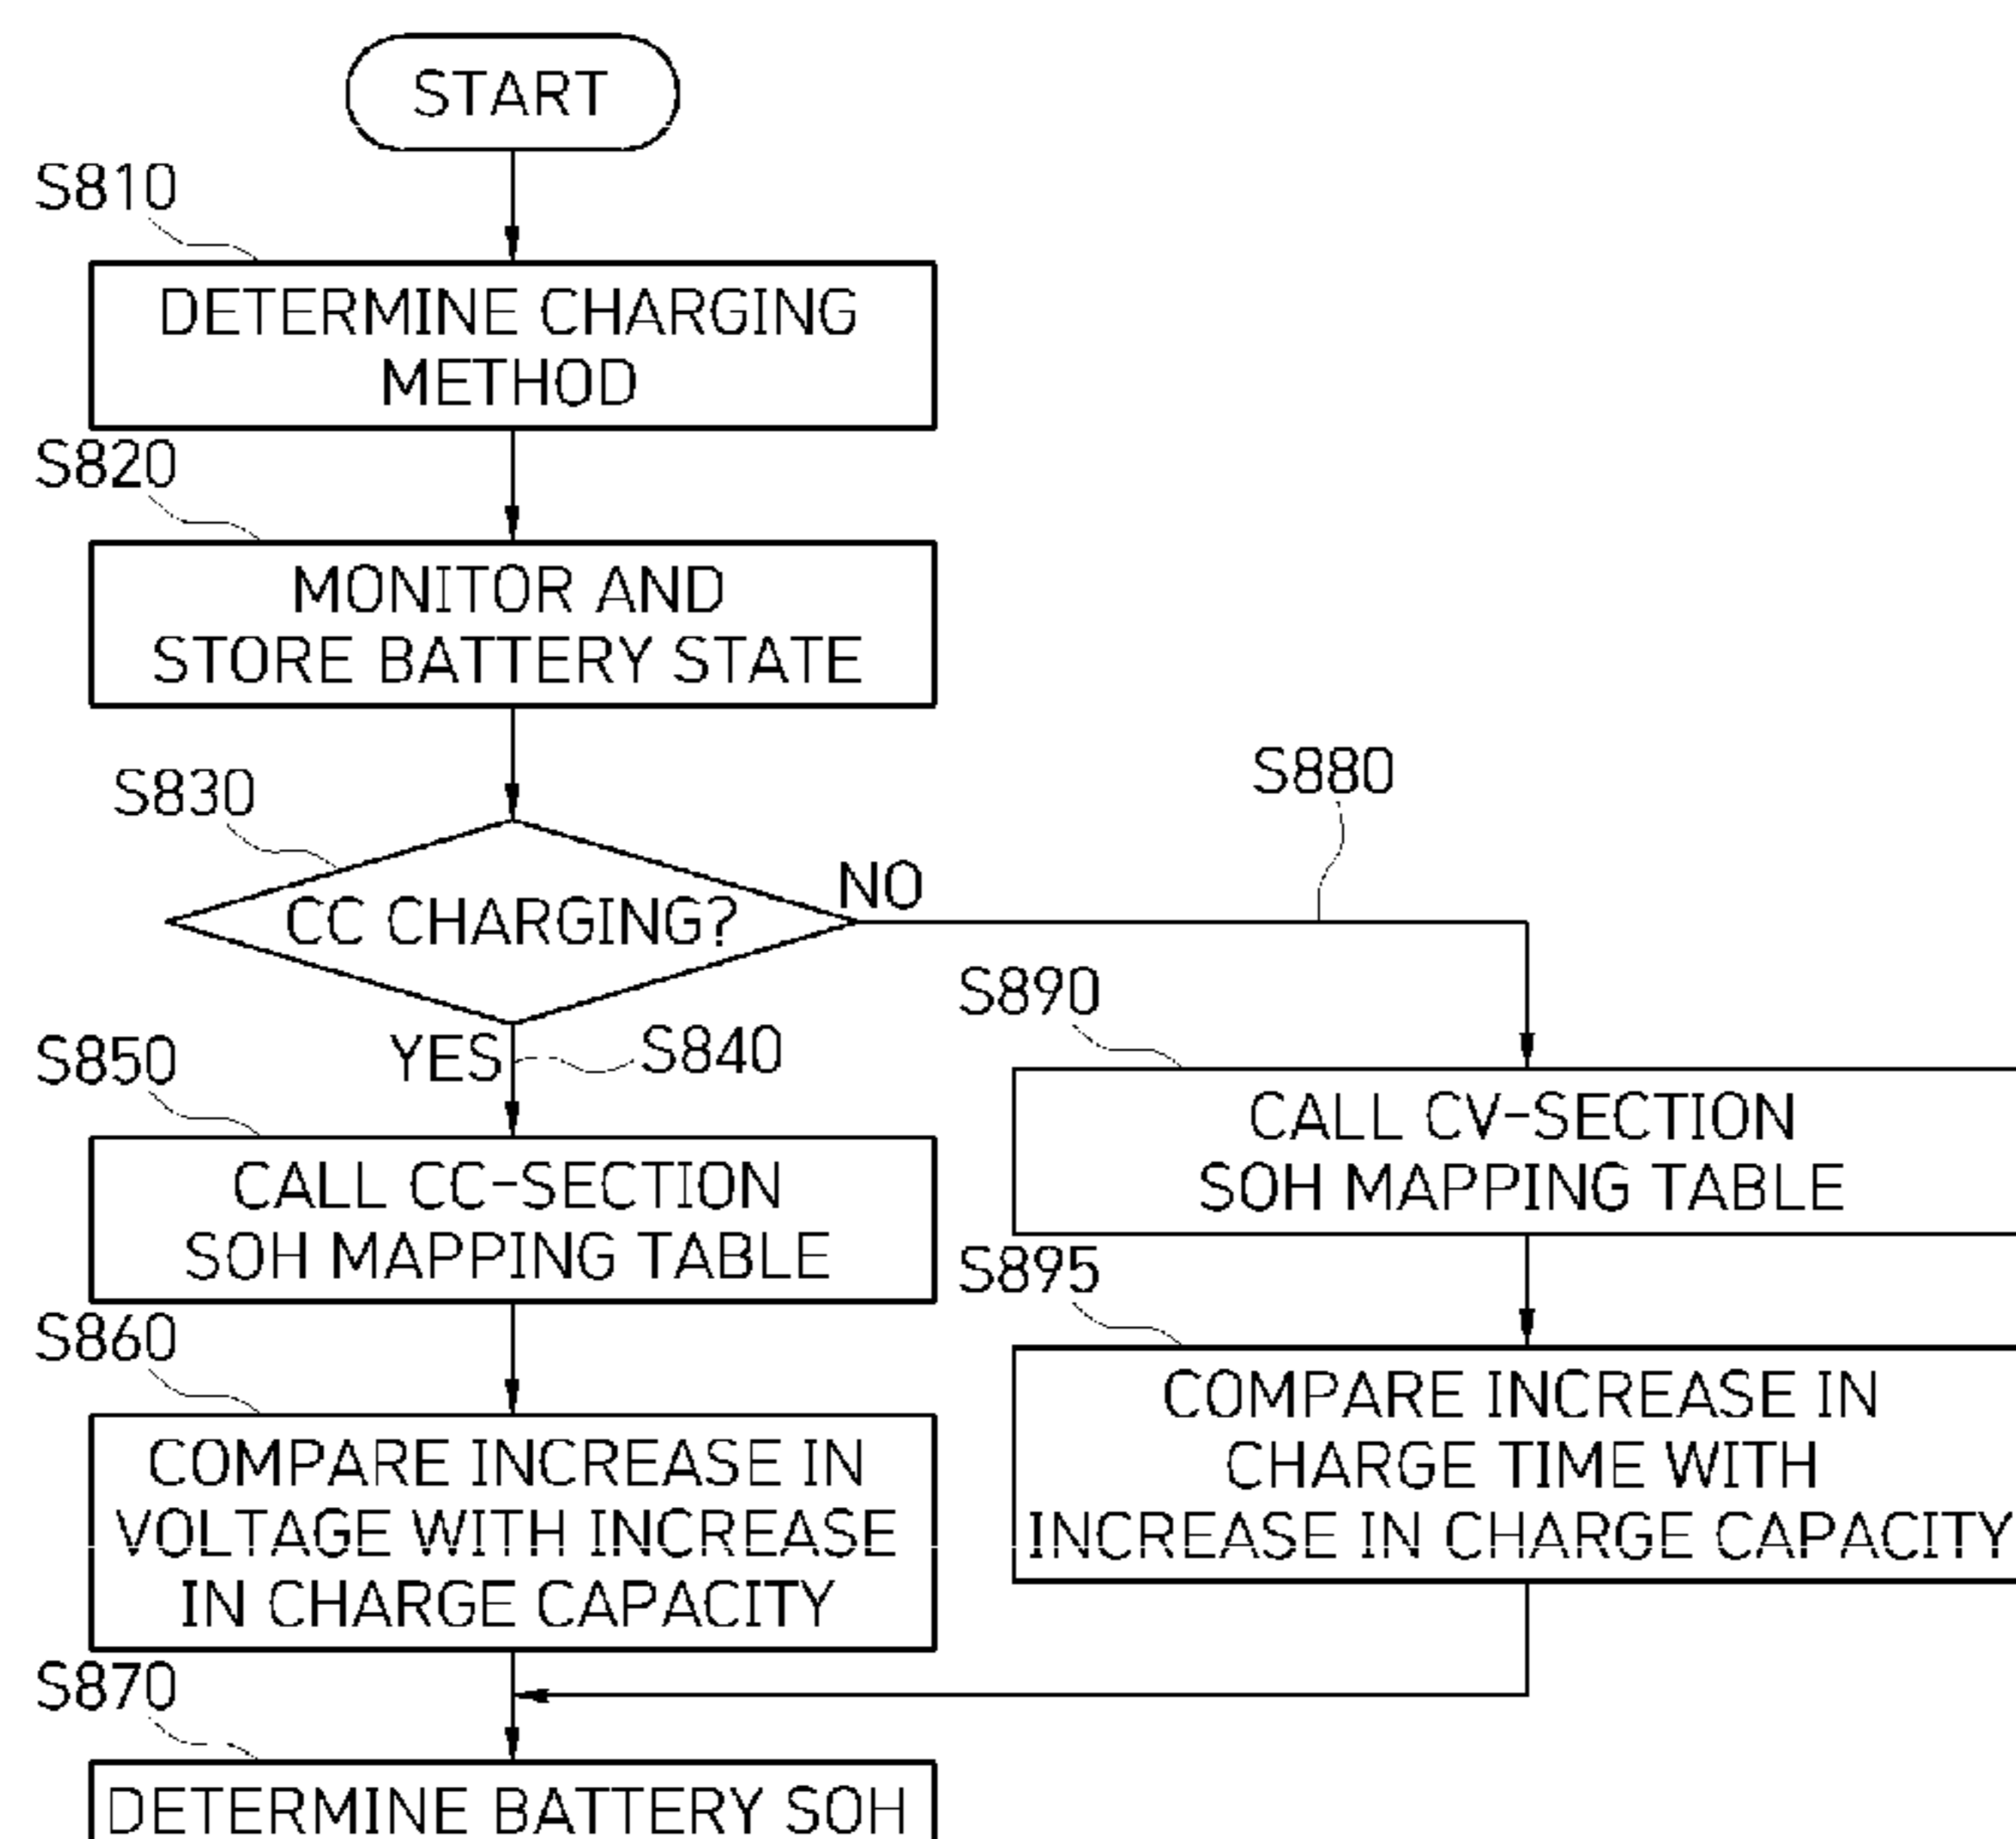 START
S810
DETERMINE CHARGING
METHOD
S820
MONITOR AND
STORE BATTERY STATE
S830
CC CHARGING?
NO
S880
YES
S840
S850
CALL CC-SECTION
SOH MAPPING TABLE
S860
COMPARE INCREASE IN
VOLTAGE WITH INCREASE
IN CHARGE CAPACITY
S890
CALL CV-SECTION
SOH MAPPING TABLE
S895
COMPARE INCREASE IN
CHARGE TIME WITH
INCREASE IN CHARGE CAPACITY
S870
DETERMINE BATTERY SOH